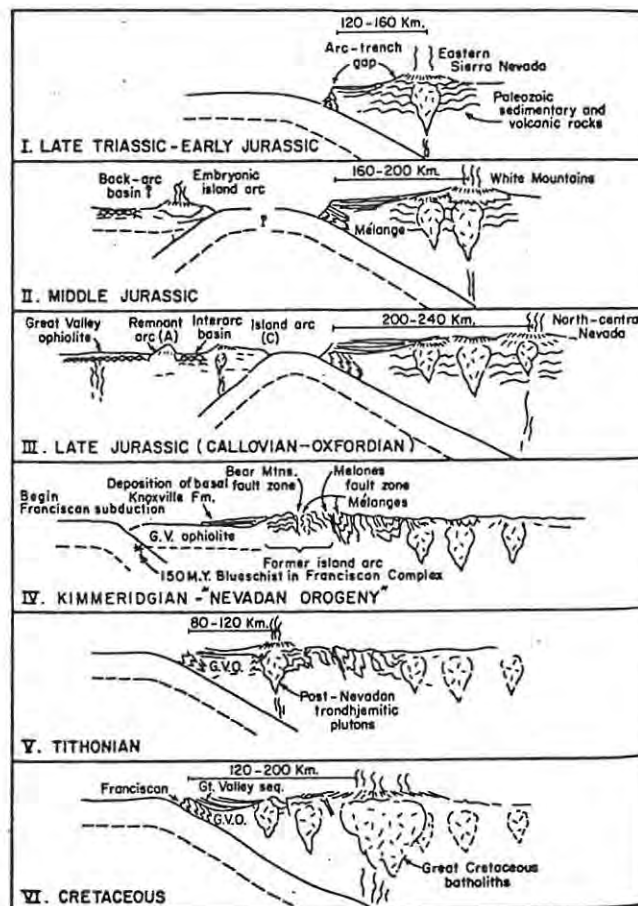 120-160 Km.
Arc-trench
gap
Eastern
Sierra Nevada
Paleozoic
sedimentary and
volcanic rocks
I. LATE TRIASSIC-EARLY JURASSIC
Back-arc
basin ?
Embryonic
island arc
160-200 Km.
White Mountains
?
Mélange
II. MIDDLE JURASSIC
Great Valley
ophiolite
Remnant
arc (A)
Interarc
basin
Island arc
(C)
200-240 Km.
North-central
Nevada
III. LATE JURASSIC (CALLOVIAN-OXFORDIAN)
Begin
Franciscan subduction
Deposition of basal
Knoxville Fm.
Bear Mtns.
fault zone
Melones
fault zone
Mélanges
G.V. ophiolite
Former island arc
150 M.Y. Blueschist in Franciscan Complex
IV. KIMMERIDGIAN-"NEVADAN OROGENY"
80-120 Km.
G.V.O.
Post-Nevadan
trondhjemitic
plutons
V. TITHONIAN
120-200 Km.
Franciscan
Gt. Valley seq.
G.V.O.
Great Cretaceous
batholiths
VI. CRETACEOUS